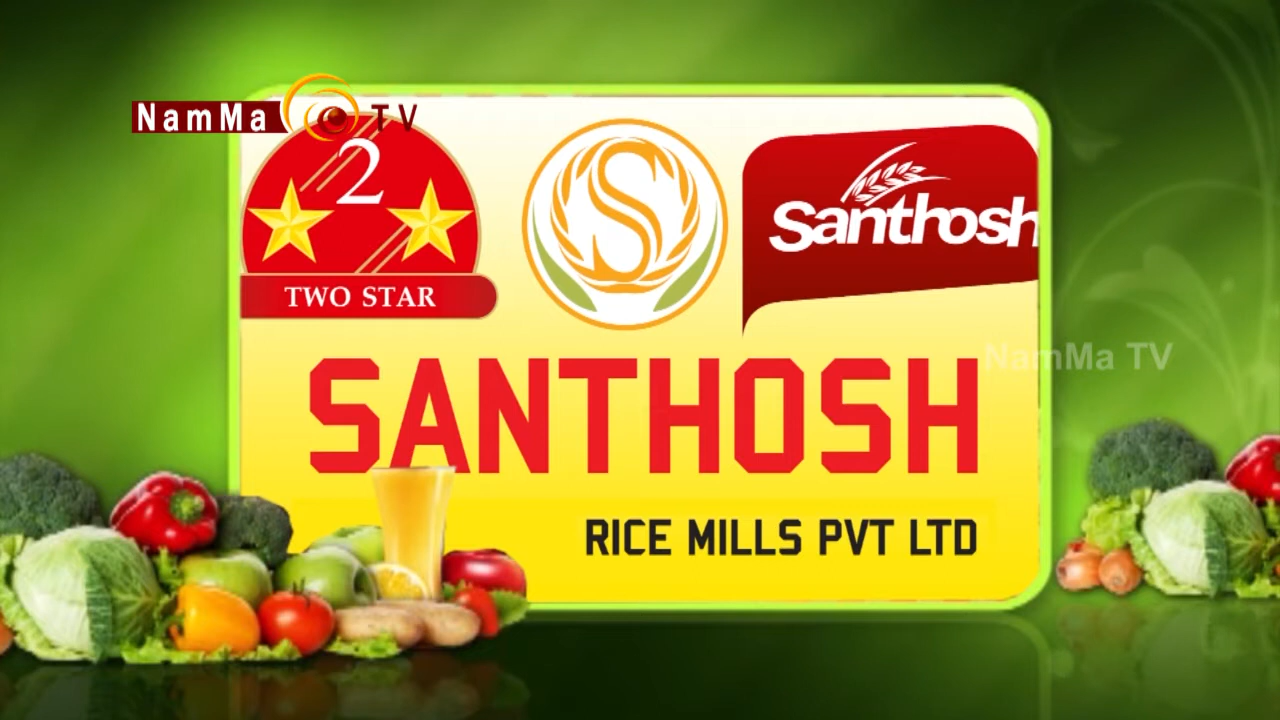 NamMa TV
2
TWO STAR
S
Santhosh
SANTHOSH
NamMa TV
RICE MILLS PVT LTD